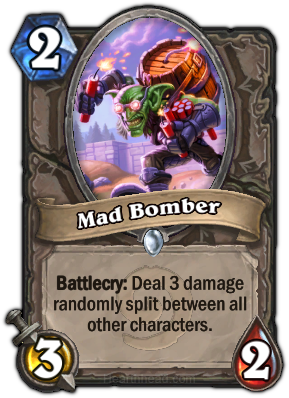 2
Mad Bomber
Battlecry: Deal 3 damage
randomly split between all
other characters.
3
2